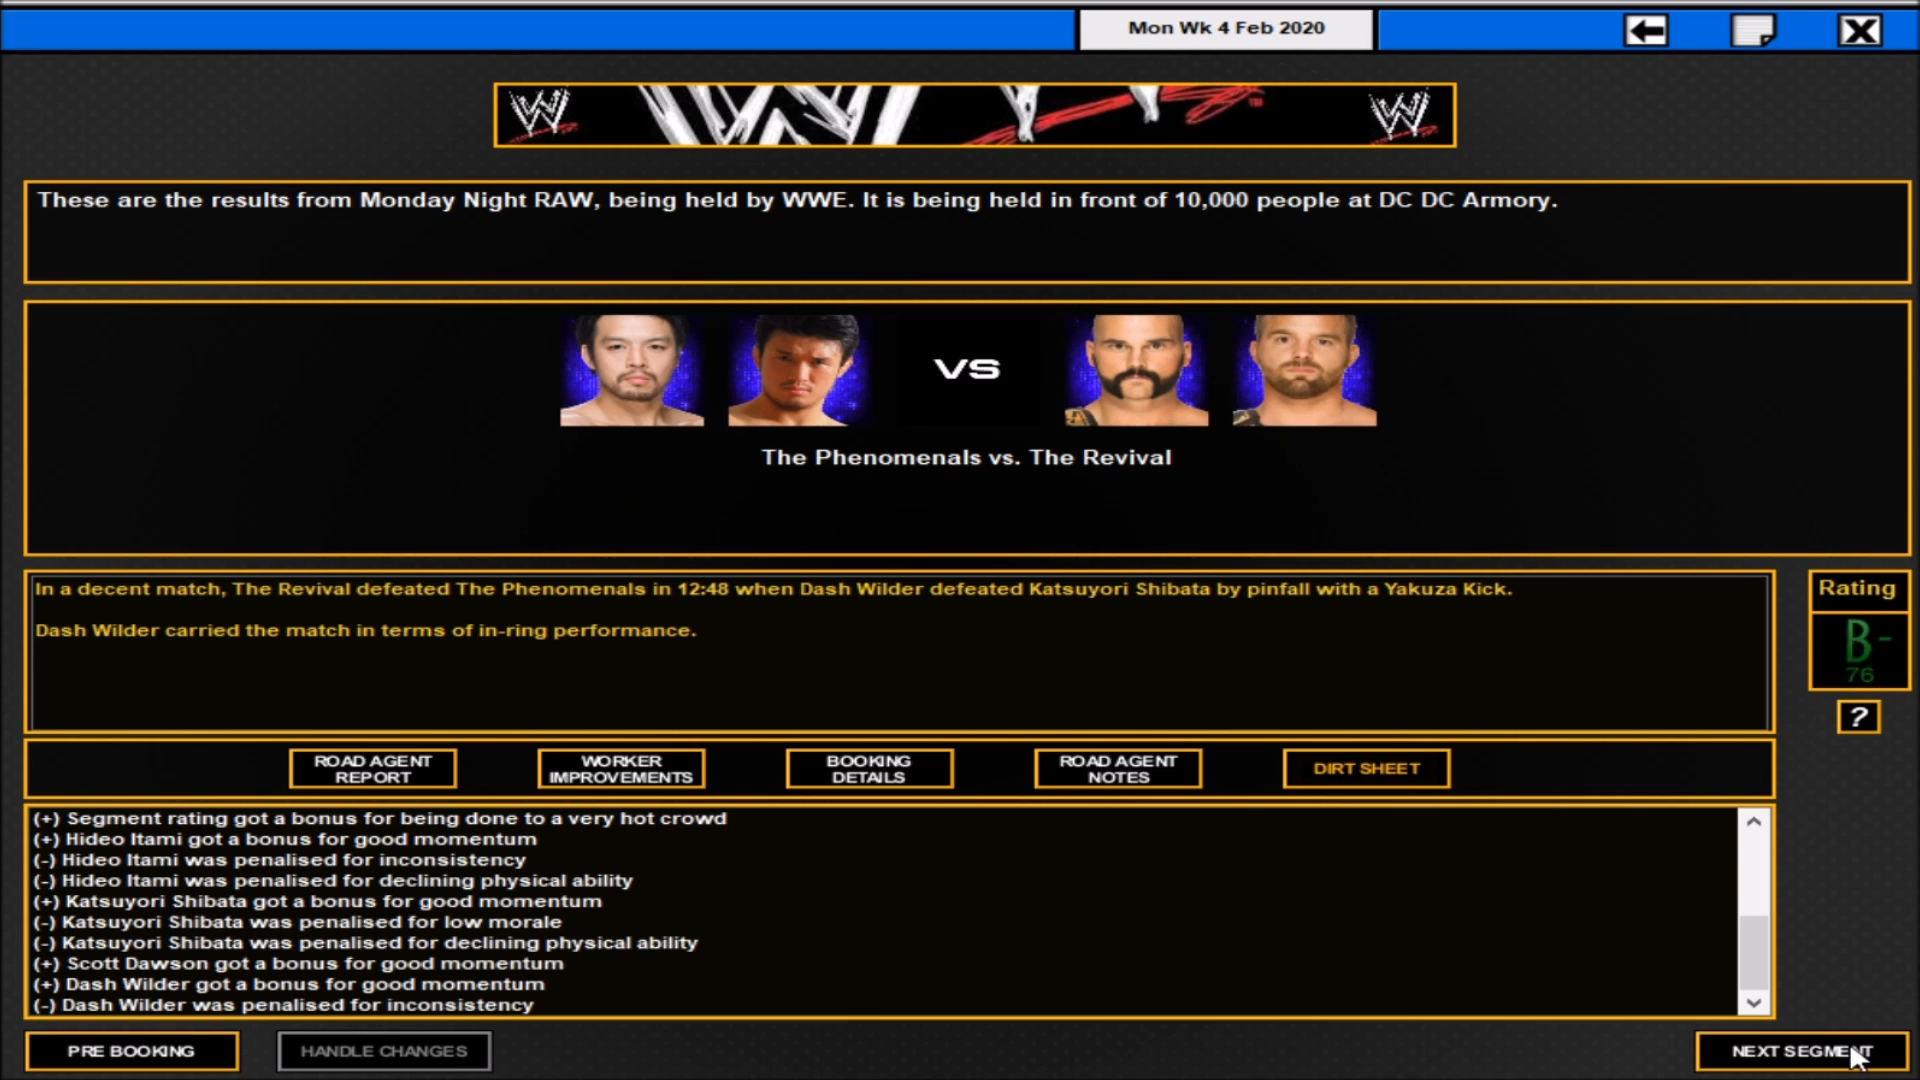 Mon Wk 4 Feb 2020
These are the results from Monday Night RAW, being held by WWE. It is being held in front of 10,000 people at DC DC Armory.
VS
The Phenomenals vs. The Revival
In a decent match, The Revival defeated The Phenomenals in 12:48 when Dash Wilder defeated Katsuyori Shibata by pinfall with a Yakuza Kick.
Dash Wilder carried the match in terms of in-ring performance.
Rating
B-
76
?
ROAD AGENT REPORT
WORKER IMPROVEMENTS
BOOKING DETAILS
ROAD AGENT NOTES
DIRT SHEET
(+) Segment rating got a bonus for being done to a very hot crowd
(+) Hideo Itami got a bonus for good momentum
(-) Hideo Itami was penalised for inconsistency
(-) Hideo Itami was penalised for declining physical ability
(+) Katsuyori Shibata got a bonus for good momentum
(-) Katsuyori Shibata was penalised for low morale
(-) Katsuyori Shibata was penalised for declining physical ability
(+) Scott Dawson got a bonus for good momentum
(+) Dash Wilder got a bonus for good momentum
(-) Dash Wilder was penalised for inconsistency
PRE BOOKING
HANDLE CHANGES
NEXT SEGMENT